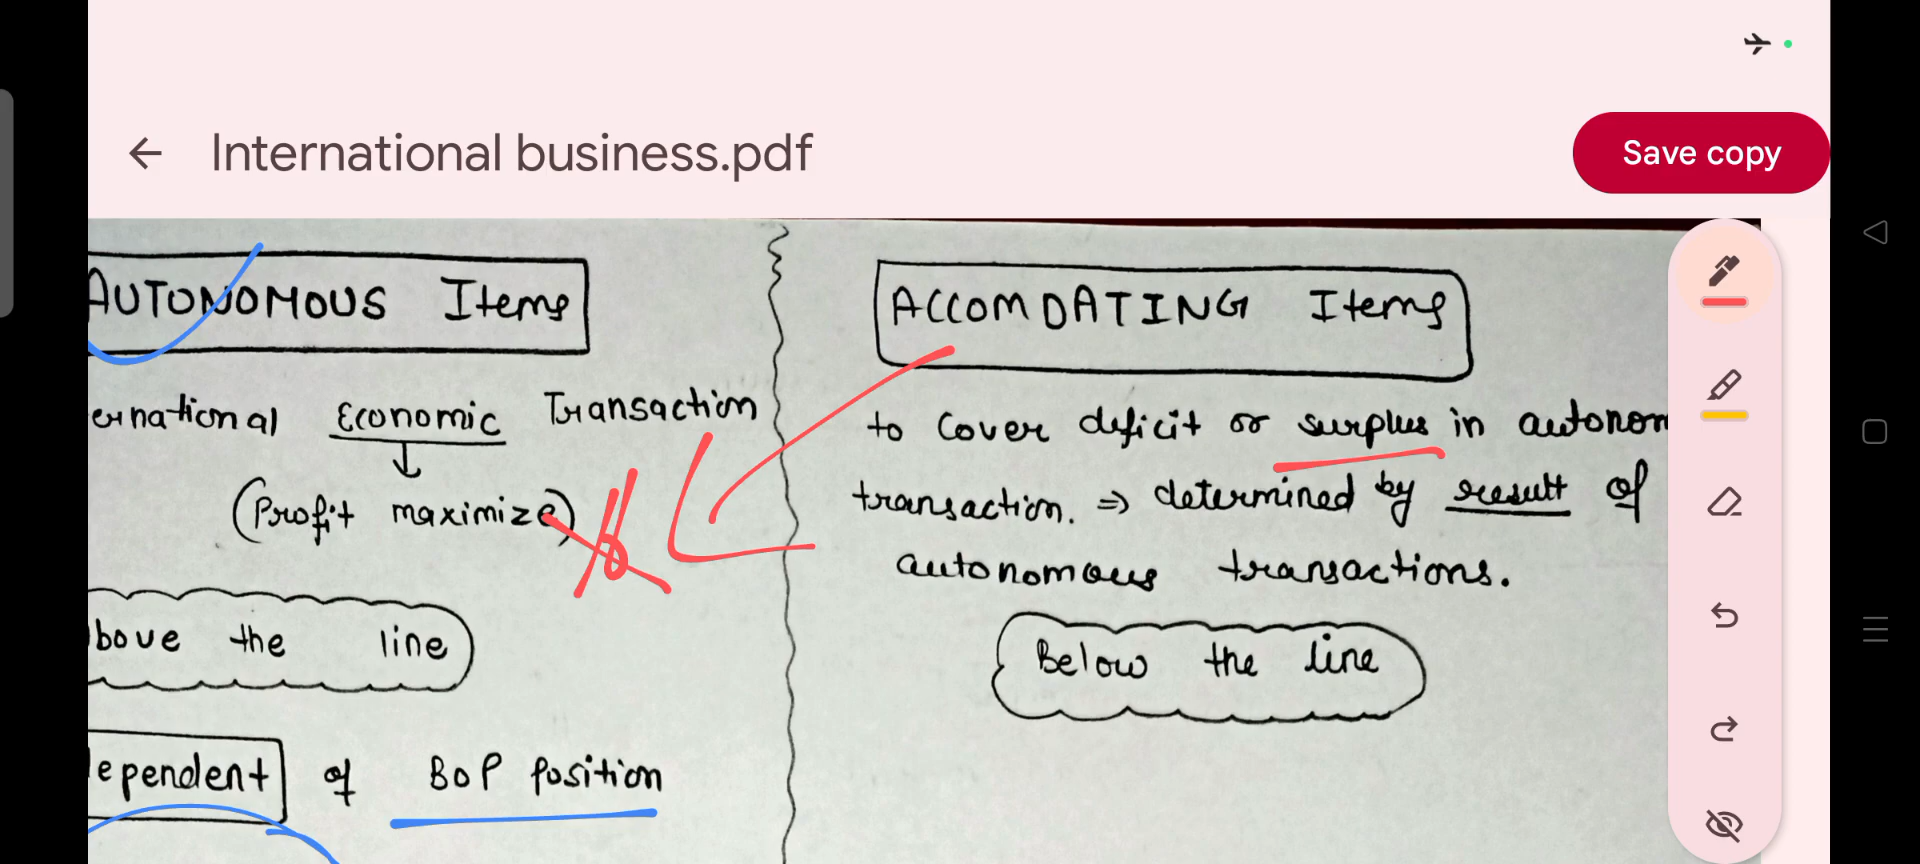 International business.pdf
Save copy
AUTONOMOUS Items
ernational Economic Transaction
(Profit maximize)
bove the line
ependent of BOP position
ACCOMDATING Items
to cover deficit or surplus in autonom
transaction. ⇒ determined by result of
autonomous transactions.
Below the line